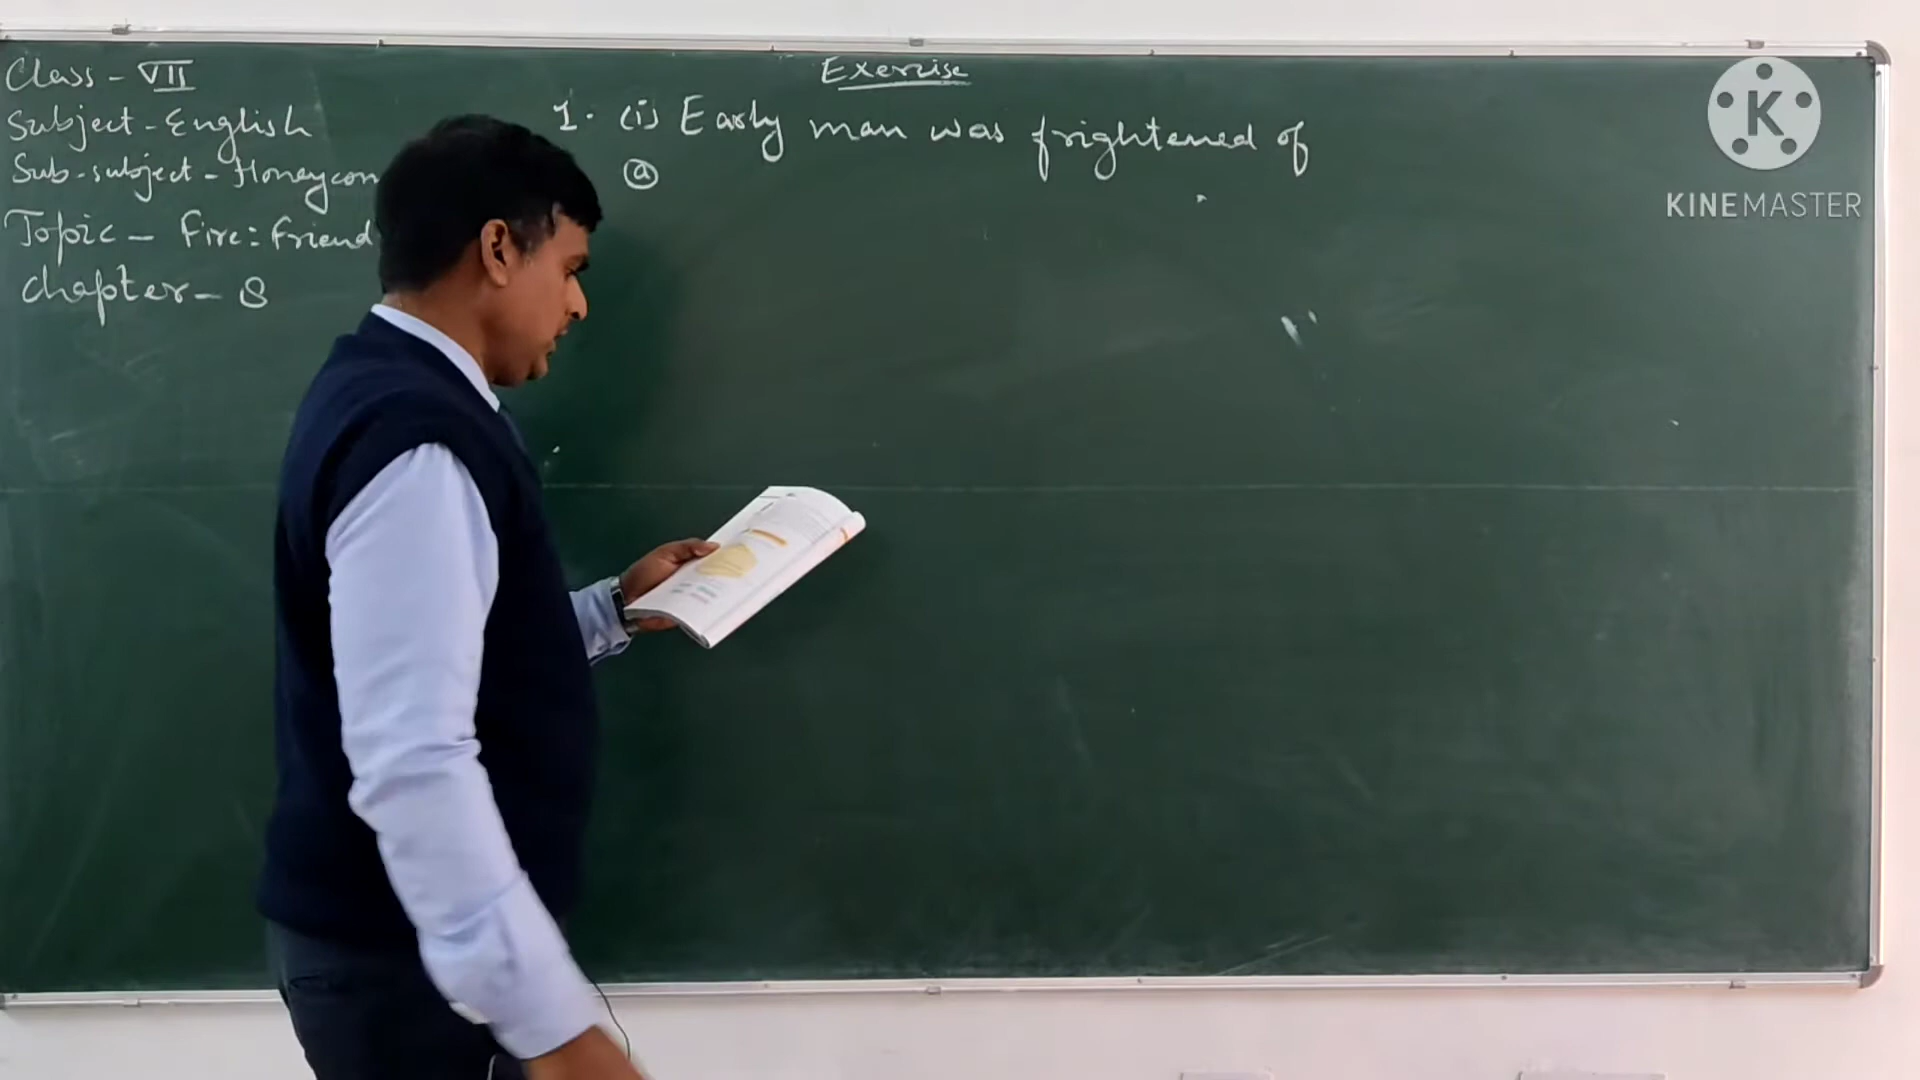 Class - VII
Subject - English
Sub-subject - Honeycom
Topic - Fire: Friend
Chapter - 8
Exercise
1. (i) Early man was frightened of
(a)
K
KINEMASTER